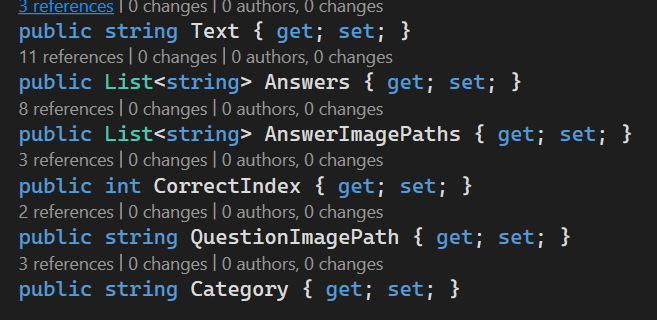 3 references | 0 changes | 0 authors, 0 changes
public string Text { get; set; }
11 references | 0 changes | 0 authors, 0 changes
public List<string> Answers { get; set; }
8 references | 0 changes | 0 authors, 0 changes
public List<string> AnswerImagePaths { get; set; }
3 references | 0 changes | 0 authors, 0 changes
public int CorrectIndex { get; set; }
2 references | 0 changes | 0 authors, 0 changes
public string QuestionImagePath { get; set; }
3 references | 0 changes | 0 authors, 0 changes
public string Category { get; set; }